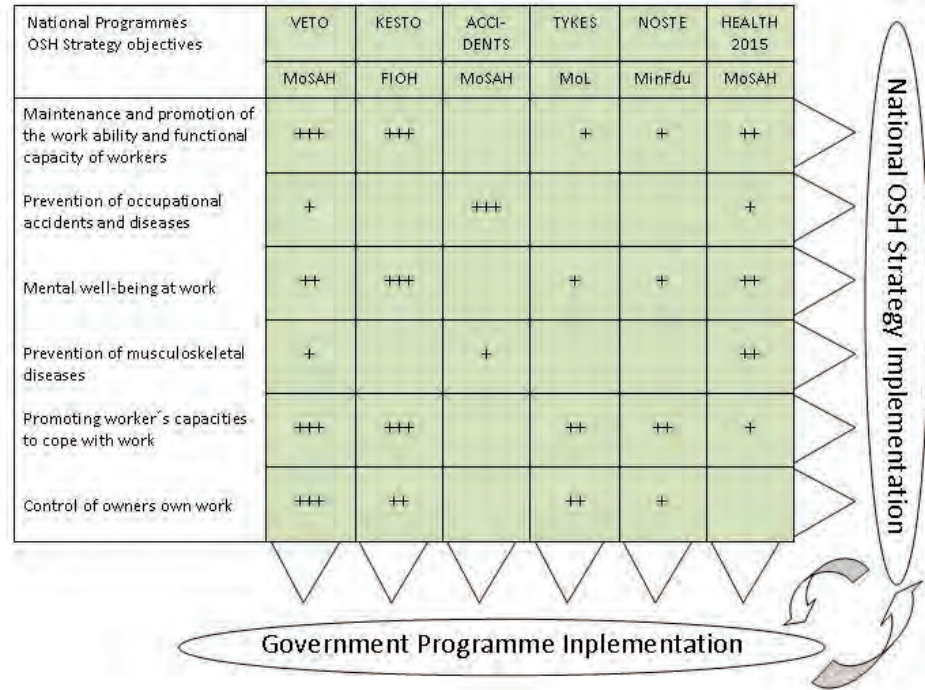 National Programmes VETO KESTO ACCI- TYKES NOSTE HEALTH
OSH Strategy objectives DENTS 2015
MoSAH FIOH MoSAH MoL MinFdu MoSAH
Maintenance and promotion of
the work ability and functional +++ +++ + + ++
capacity of workers
Prevention of occupational + +++ +
accidents and diseases
Mental well-being at work ++ +++ + + ++
Prevention of musculoskeletal + + ++
diseases
Promoting worker´s capacities +++ +++ ++ ++ +
to cope with work
Control of owners own work +++ ++ ++ +
National OSH Strategy Implementation
Government Programme Inplementation